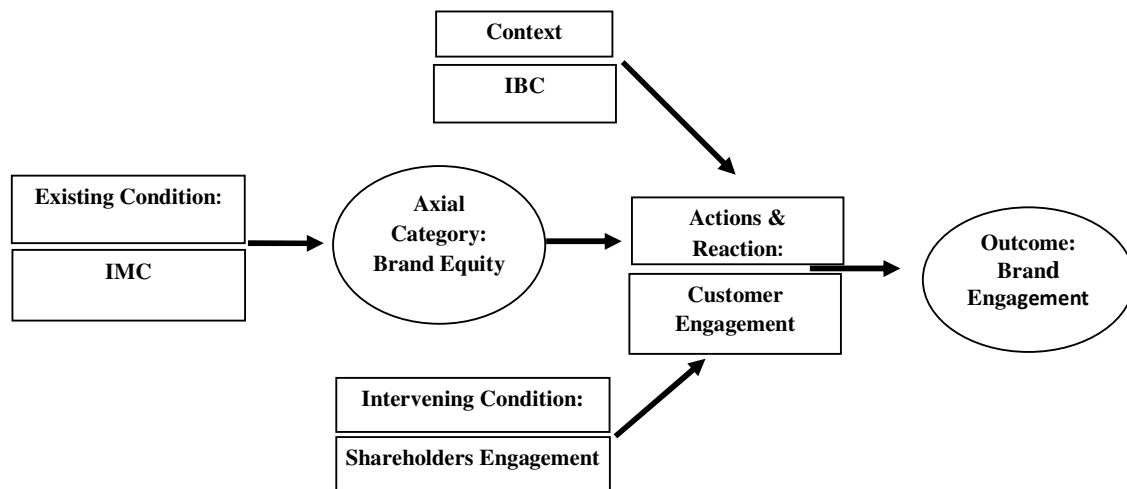 Context
IBC
Existing Condition:
IMC
Axial
Category:
Brand Equity
Actions &
Reaction:
Customer
Engagement
Outcome:
Brand
Engagement
Intervening Condition:
Shareholders Engagement